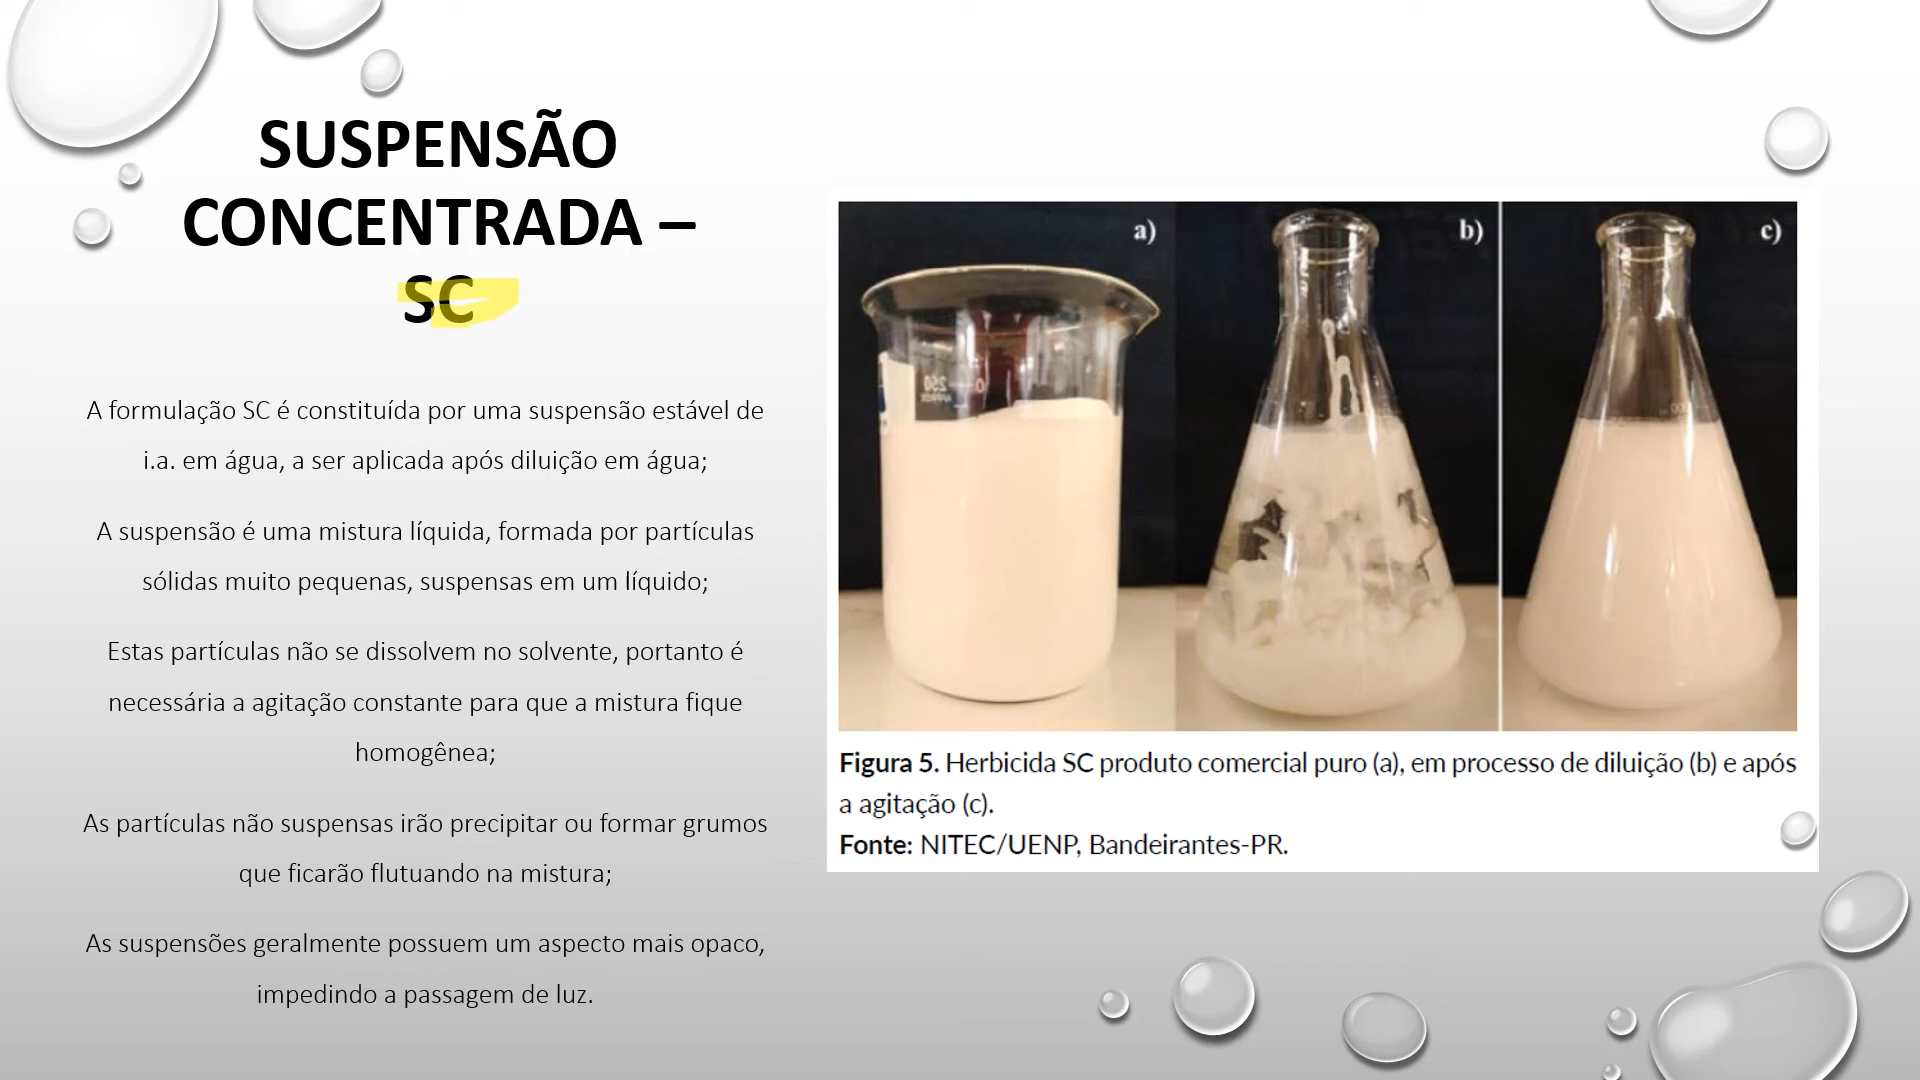 SUSPENSÃO
CONCENTRADA –
SC
A formulação SC é constituída por uma suspensão estável de
i.a. em água, a ser aplicada após diluição em água;
A suspensão é uma mistura líquida, formada por partículas
sólidas muito pequenas, suspensas em um líquido;
Estas partículas não se dissolvem no solvente, portanto é
necessária a agitação constante para que a mistura fique
homogênea;
As partículas não suspensas irão precipitar ou formar grumos
que ficarão flutuando na mistura;
As suspensões geralmente possuem um aspecto mais opaco,
impedindo a passagem de luz.
a)
b)
c)
250
Figura 5. Herbicida SC produto comercial puro (a), em processo de diluição (b) e após
a agitação (c).
Fonte: NITEC/UENP, Bandeirantes-PR.